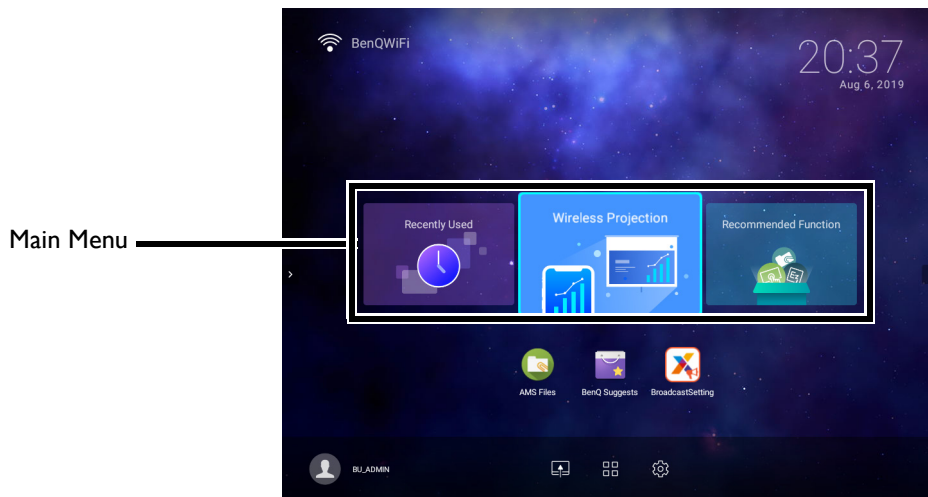 BenQWiFi
20:37
Aug 6, 2019
Main Menu
Recently Used
Wireless Projection
Recommended Function
AMS Files
BenQ Suggests
BroadcastSetting
BU_ADMIN